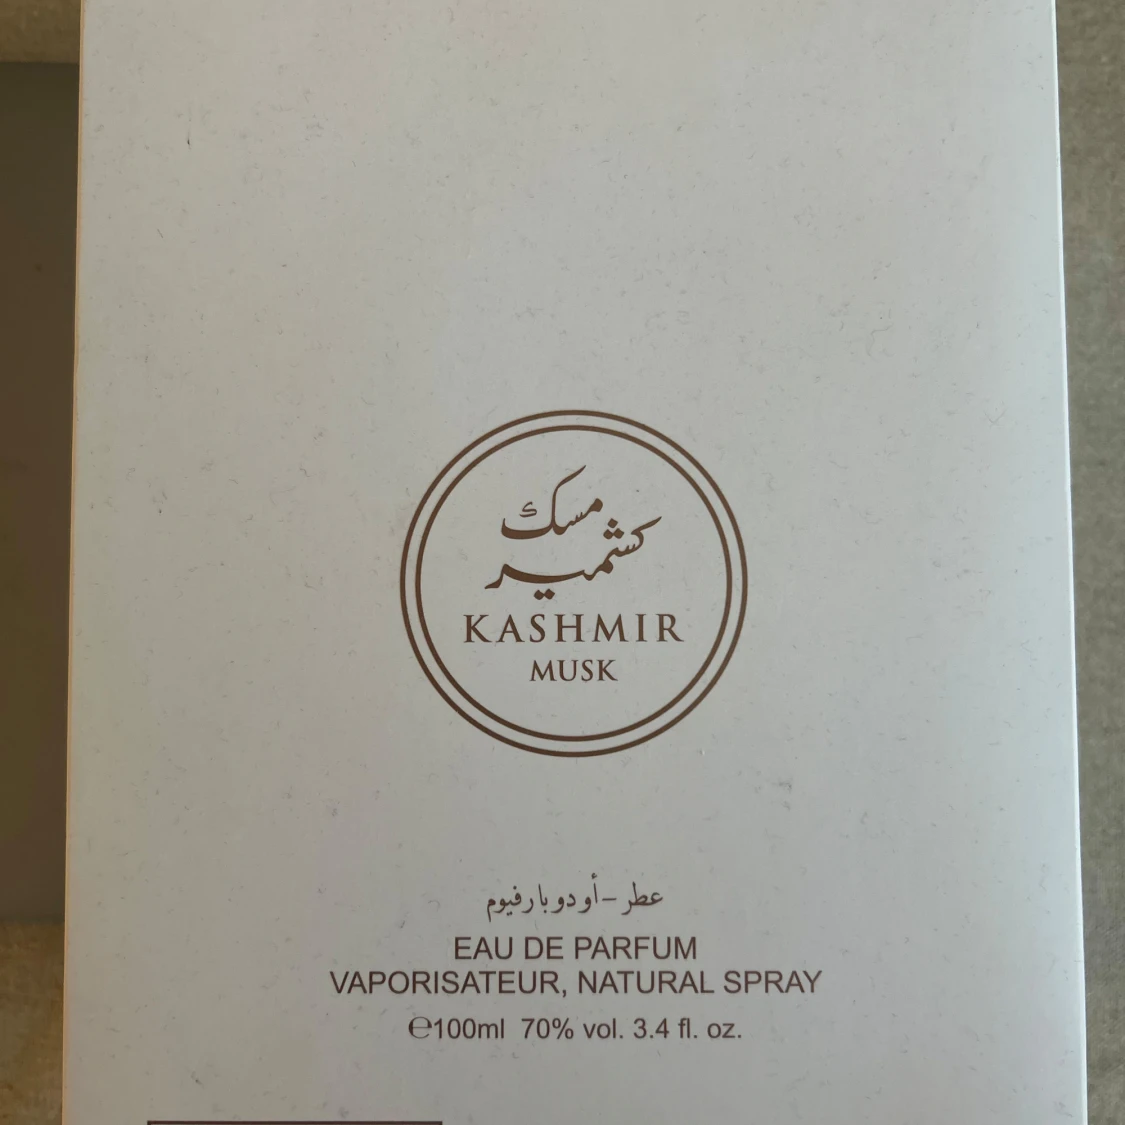 مسك
كشمير
KASHMIR
MUSK
عطر - أو دو بارفيوم
EAU DE PARFUM
VAPORISATEUR, NATURAL SPRAY
℮100ml 70% vol. 3.4 fl. oz.